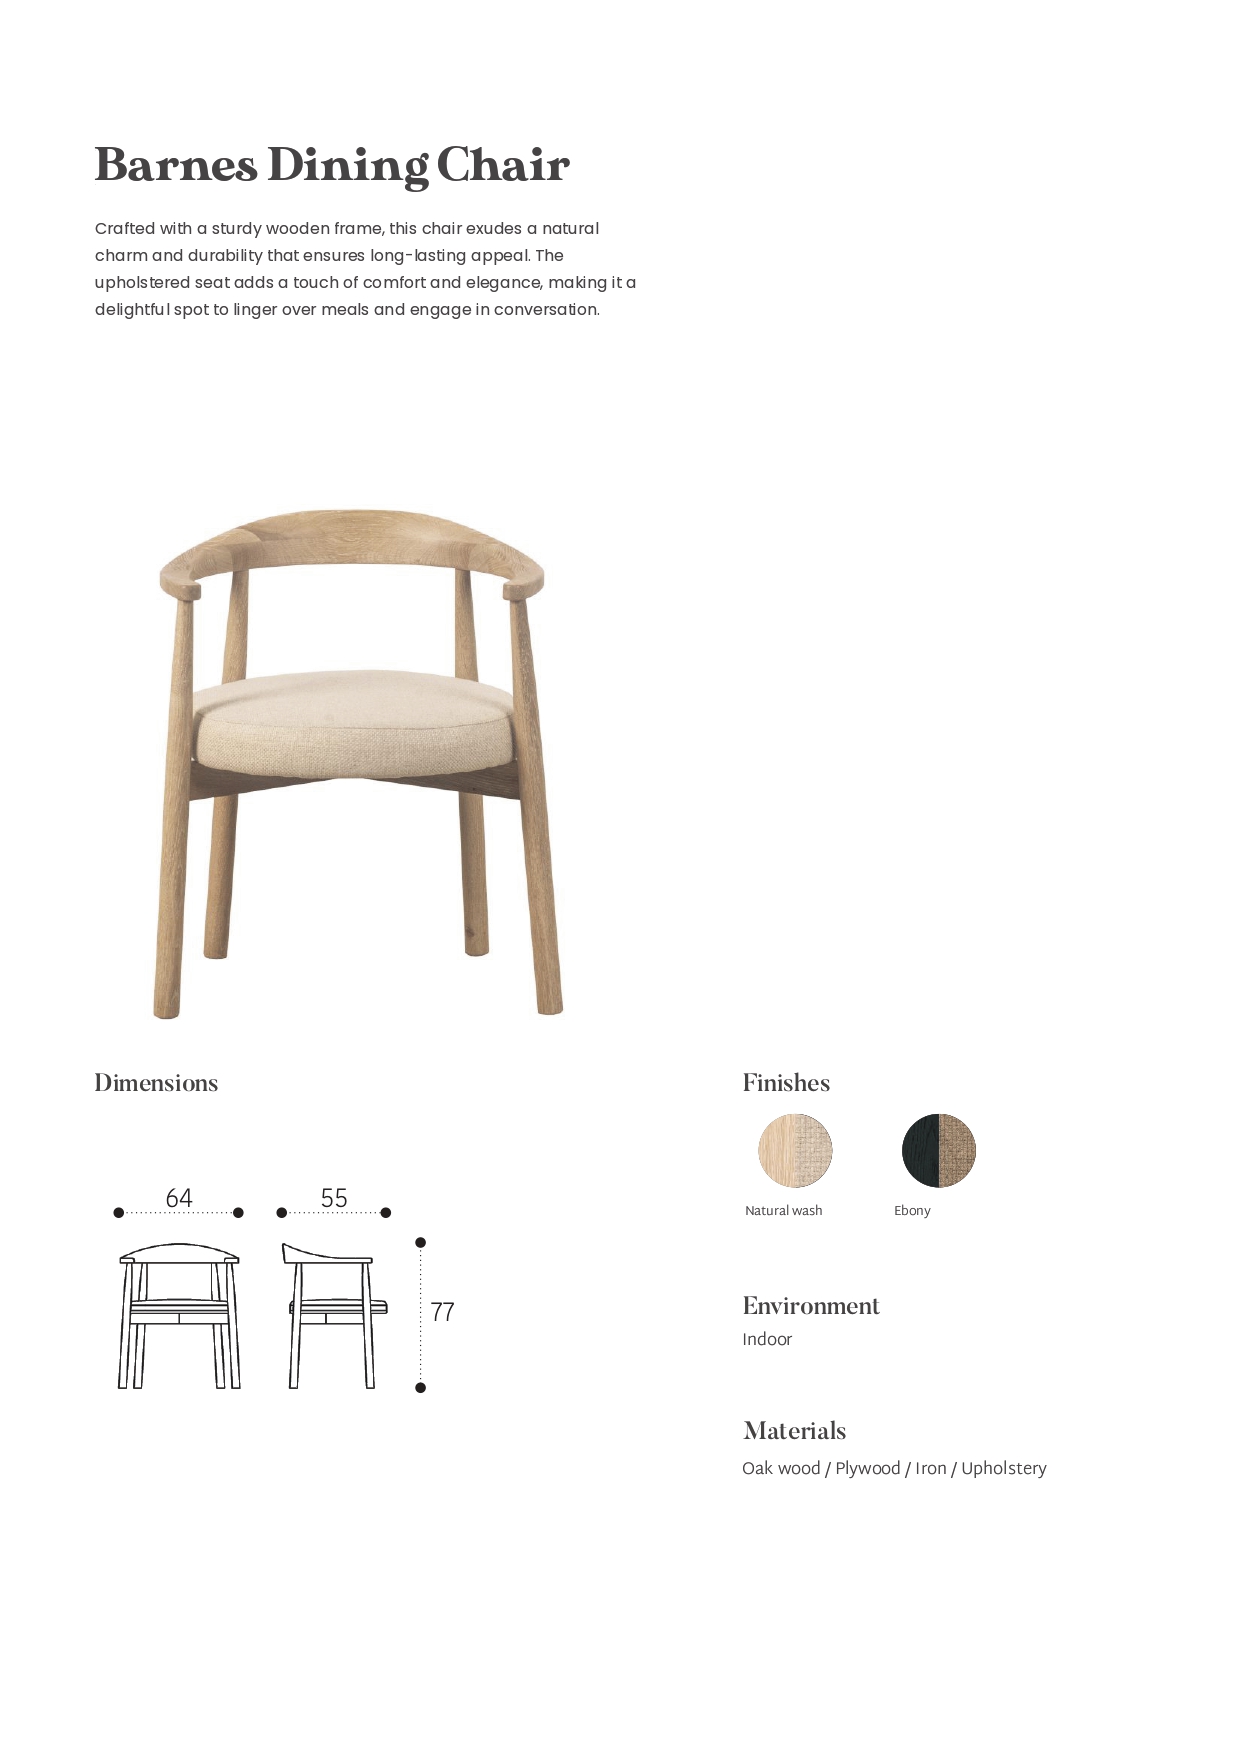 Barnes Dining Chair
Crafted with a sturdy wooden frame, this chair exudes a natural
charm and durability that ensures long-lasting appeal. The
upholstered seat adds a touch of comfort and elegance, making it a
delightful spot to linger over meals and engage in conversation.
Dimensions
64
55
77
Finishes
Natural wash
Ebony
Environment
Indoor
Materials
Oak wood / Plywood / Iron / Upholstery